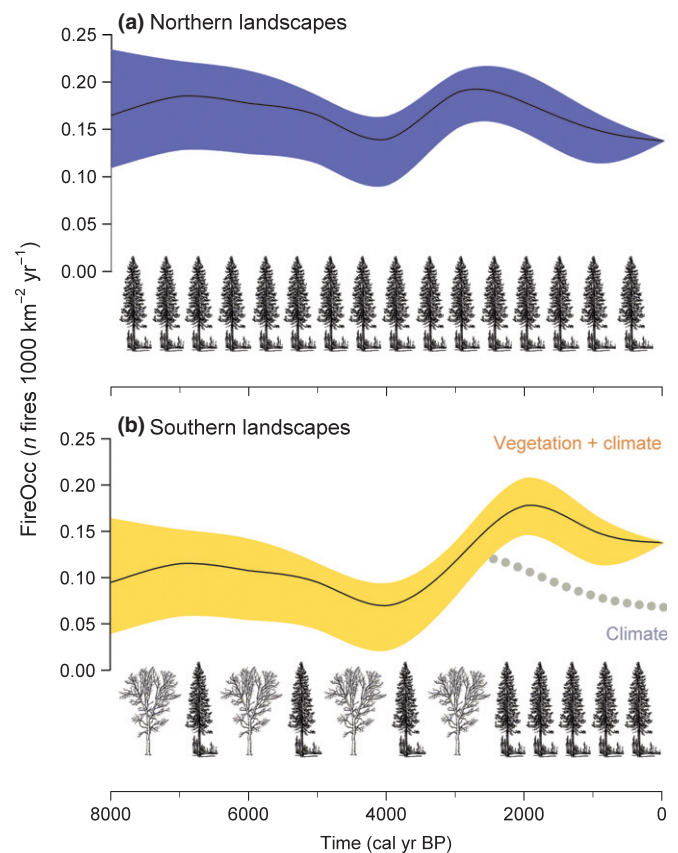 (a) Northern landscapes
0.25
0.20
0.15
0.10
0.05
0.00
FireOcc (n fires 1000 km⁻² yr⁻¹)
(b) Southern landscapes
Vegetation + climate
0.25
0.20
0.15
0.10
0.05
0.00
Climate
8000 6000 4000 2000 0
Time (cal yr BP)